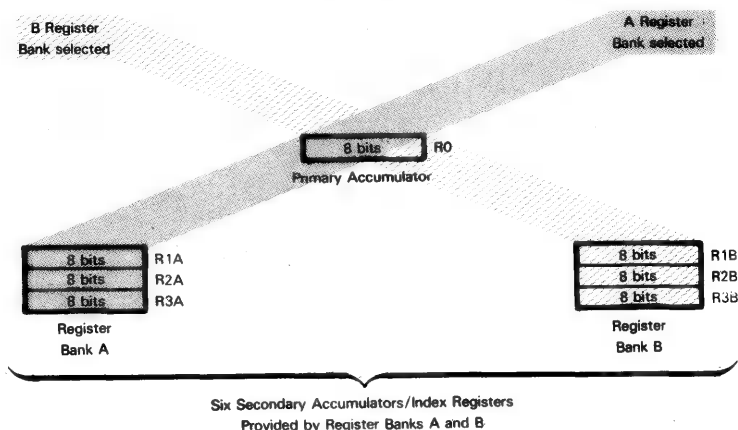 B Register
Bank selected
A Register
Bank selected
8 bits R0
Primary Accumulator
8 bits R1A
8 bits R2A
8 bits R3A
Register
Bank A
8 bits R1B
8 bits R2B
8 bits R3B
Register
Bank B
Six Secondary Accumulators/Index Registers
Provided by Register Banks A and B